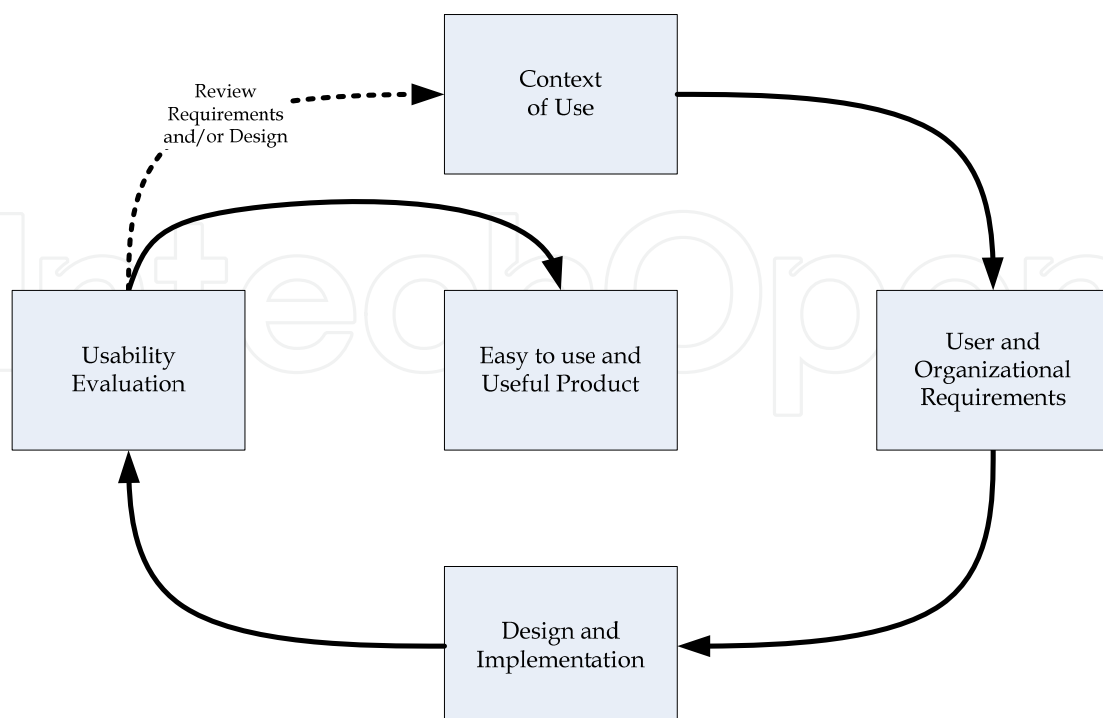 Context
of Use
Review
Requirements
and/or Design
Usability
Evaluation
Easy to use and
Useful Product
User and
Organizational
Requirements
Design and
Implementation
IntechOpen